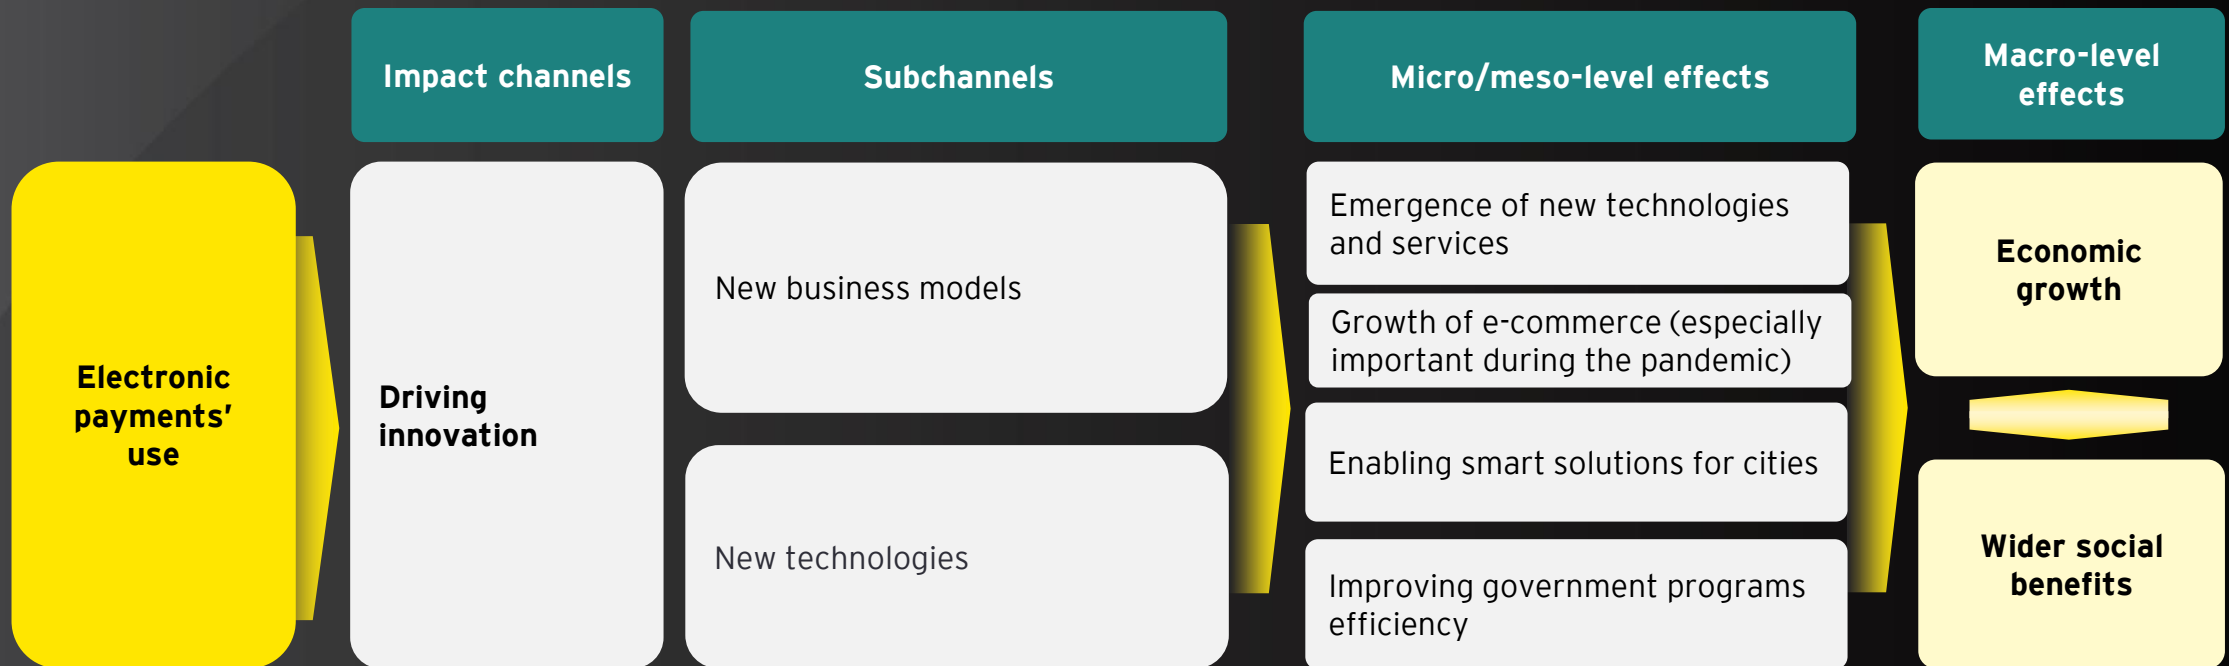 Impact channels
Subchannels
Micro/meso-level effects
Macro-level
effects
Electronic
payments’
use
Driving
innovation
New business models
New technologies
Emergence of new technologies
and services
Growth of e-commerce (especially
important during the pandemic)
Enabling smart solutions for cities
Improving government programs
efficiency
Economic
growth
Wider social
benefits